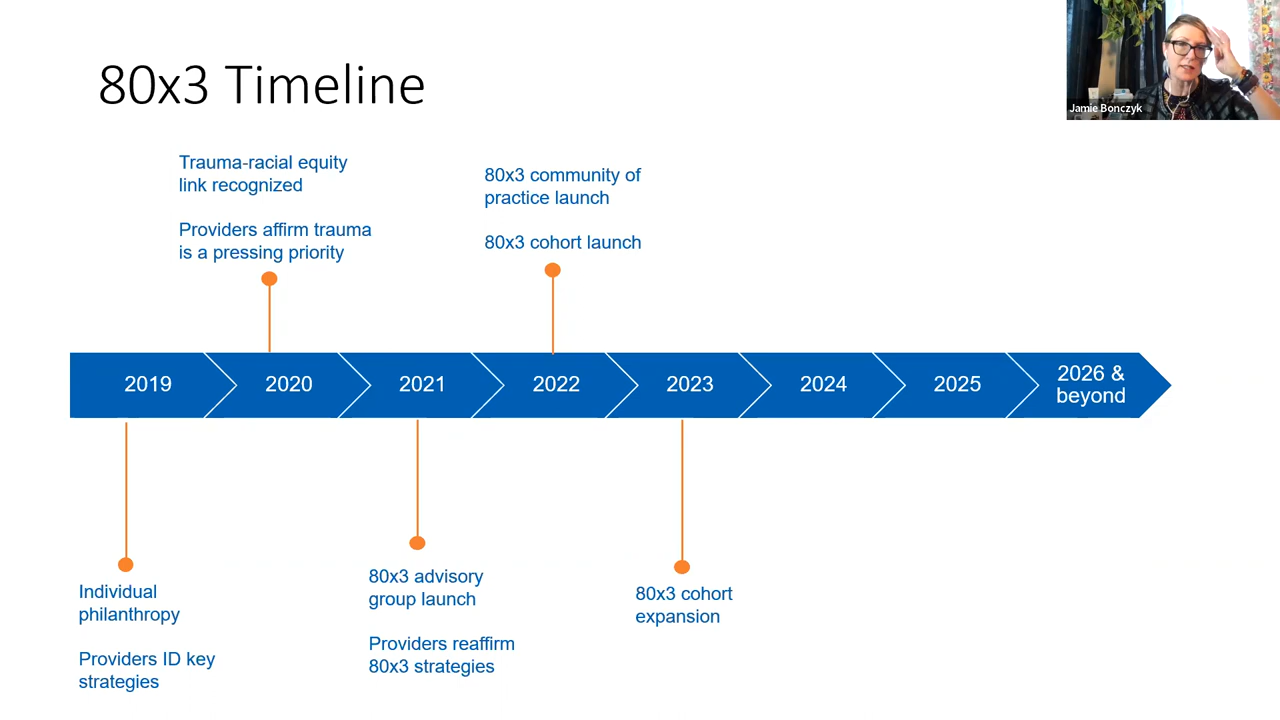 80x3 Timeline
Jamie Bonczyk
Trauma-racial equity
link recognized
Providers affirm trauma
is a pressing priority
80x3 community of
practice launch
80x3 cohort launch
2019
2020
2021
2022
2023
2024
2025
2026 &
beyond
Individual
philanthropy
Providers ID key
strategies
80x3 advisory
group launch
Providers reaffirm
80x3 strategies
80x3 cohort
expansion